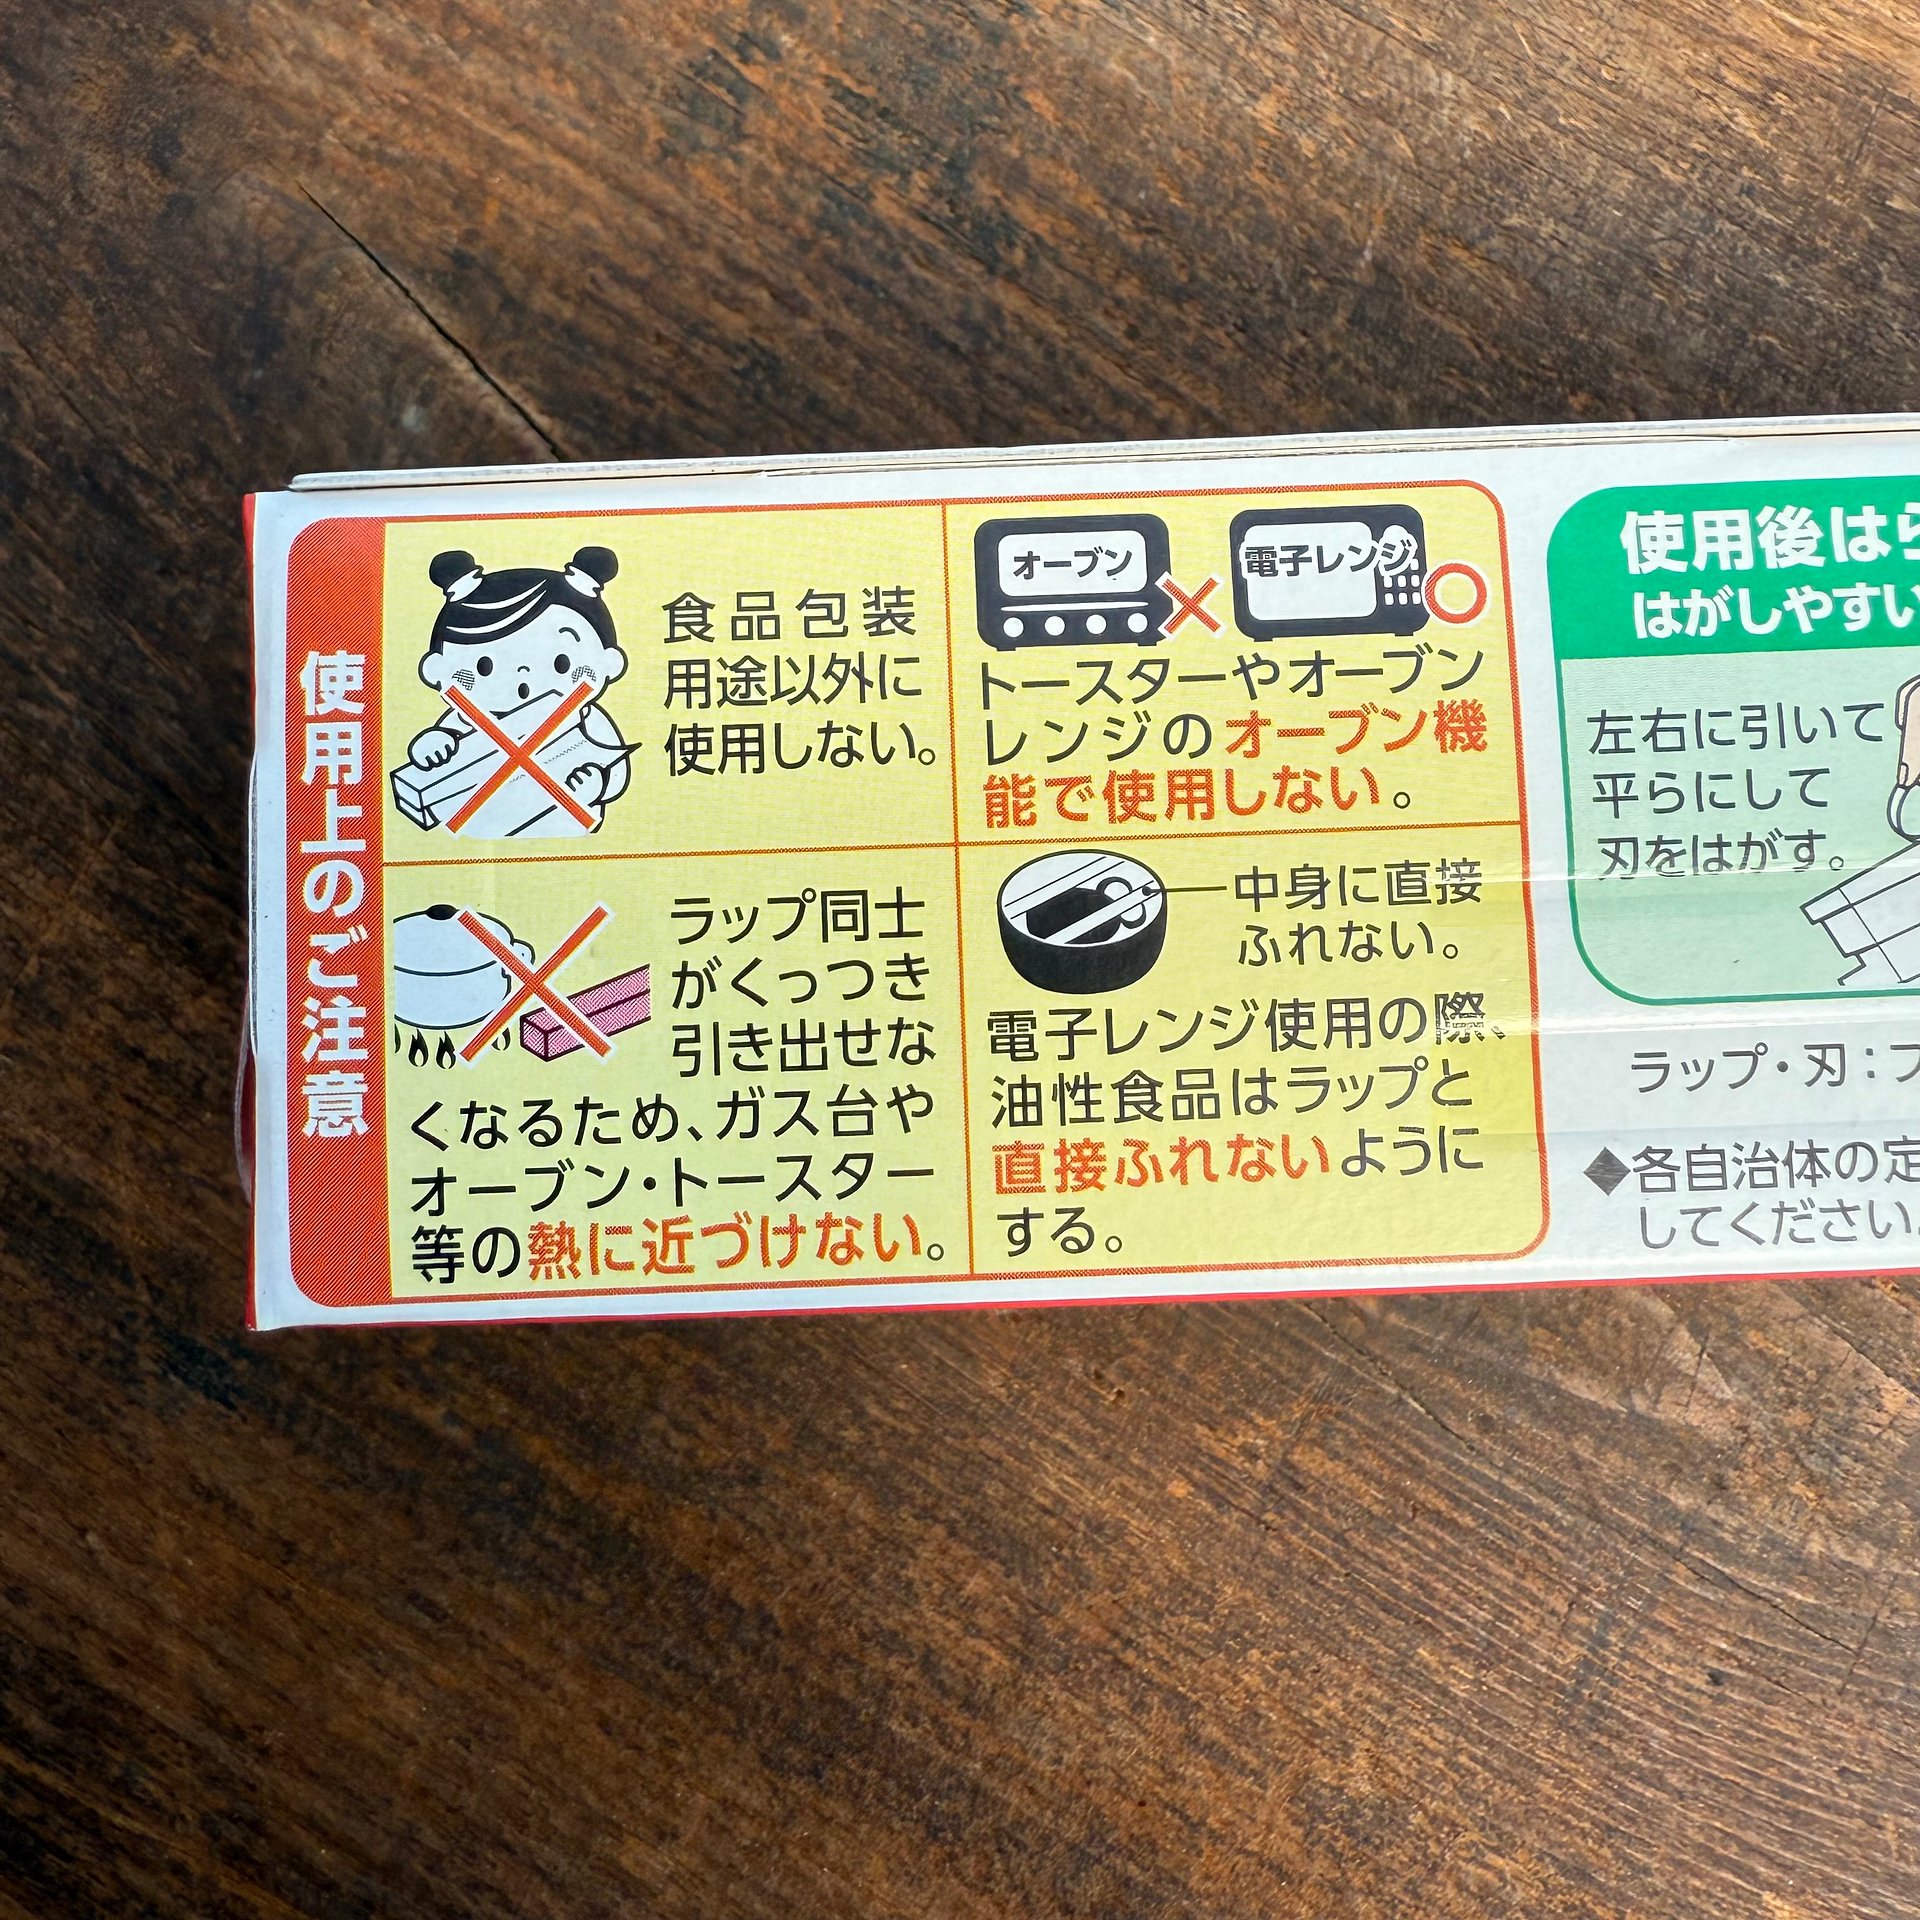 使用上のご注意
食品包装
用途以外に
使用しない。
オーブン
電子レンジ
トースターやオーブン
レンジのオーブン機
能で使用しない。
ラップ同士
がくっつき
引き出せな
くなるため、ガス台や
オーブン・トースター
等の熱に近づけない。
中身に直接
ふれない。
電子レンジ使用の際、
油性食品はラップと
直接ふれないように
する。
使用後はら
はがしやすい
左右に引いて
平らにして
刃をはがす。
ラップ・刃:プ
◆各自治体の定
してください。